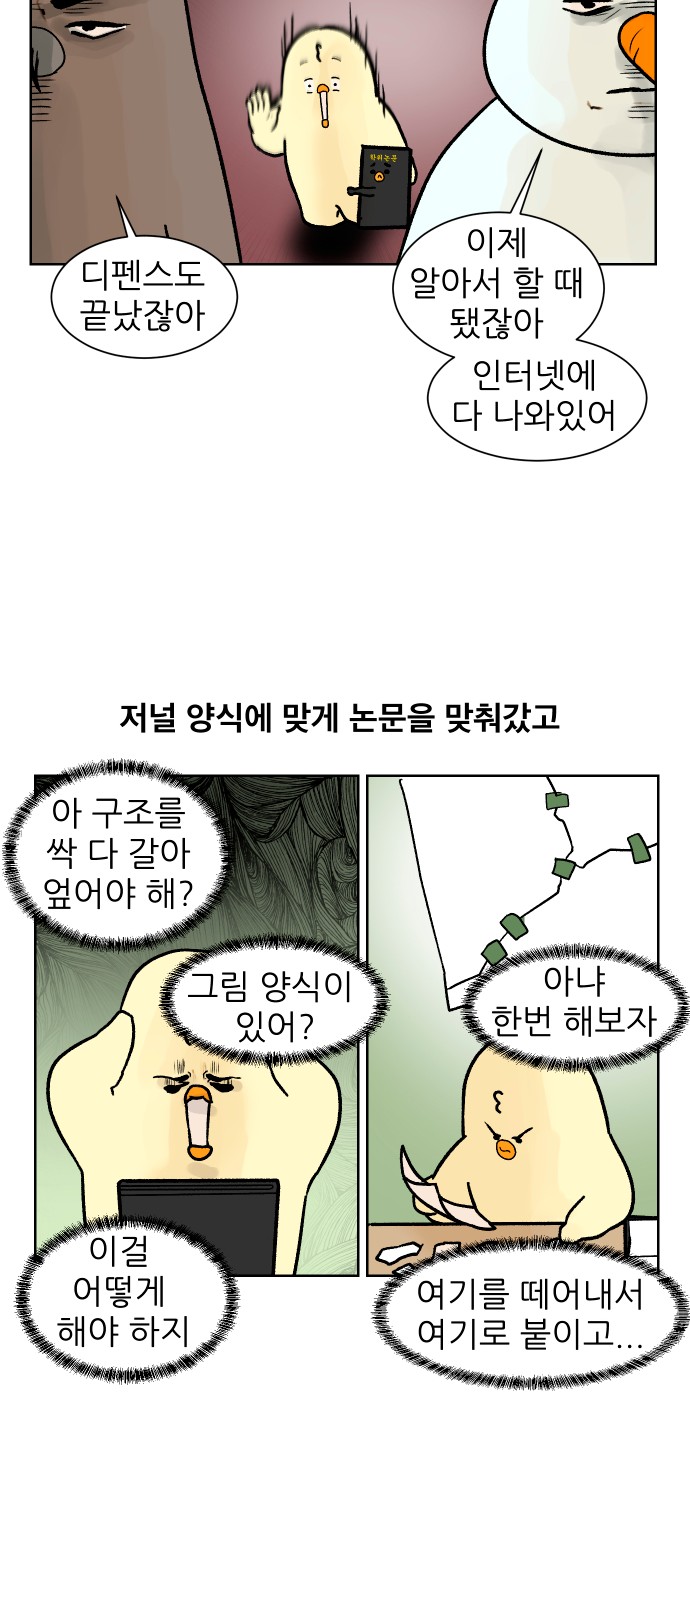 학위논문
디펜스도
끝났잖아
이제
알아서 할 때
됐잖아
인터넷에
다 나와있어
저널 양식에 맞게 논문을 맞춰갔고
아 구조를
싹 다 갈아
엎어야 해?
그림 양식이
있어?
이걸
어떻게
해야 하지
아냐
한번 해보자
여기를 떼어내서
여기로 붙이고...